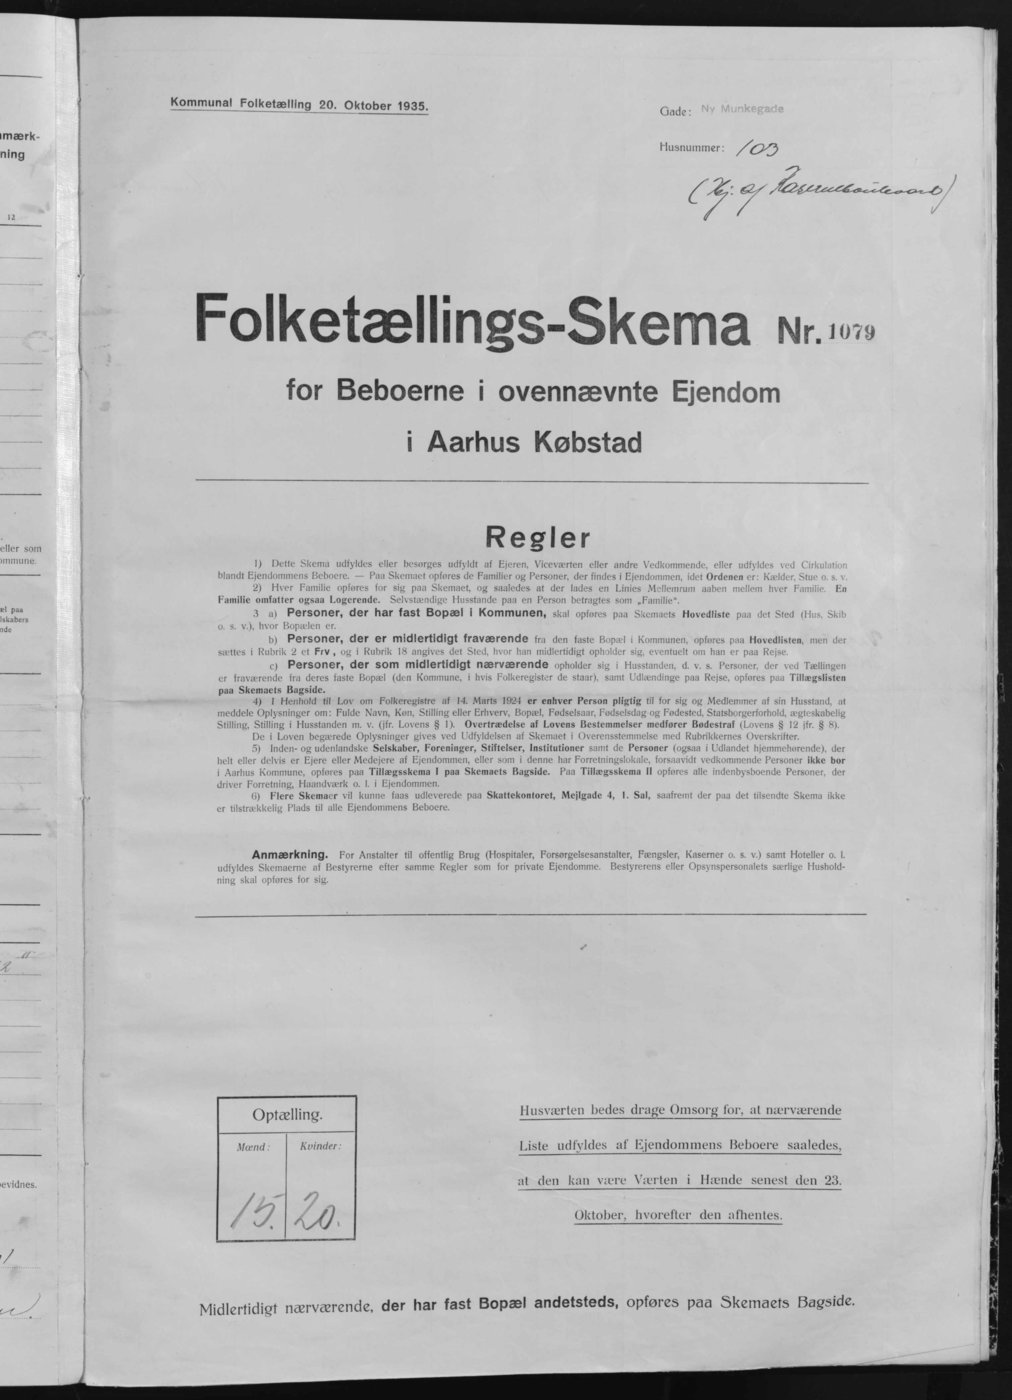 Kommunal Folketælling 20. Oktober 1935.
Gade: Ny Munkegade
Husnummer: 103
(Hj. af Kaserneboulevard)
Folketællings-Skema Nr. 1079
for Beboerne i ovennævnte Ejendom
i Aarhus Købstad
Regler
1) Dette Skema udfyldes eller besørges udfyldt af Ejeren, Viceværten eller andre Vedkommende, eller udfyldes ved Cirkulation
blandt Ejendommens Beboere. — Paa Skemaet opføres de Familier og Personer, der findes i Ejendommen, idet Ordenen er: Kælder, Stue o. s. v.
2) Hver Familie opføres for sig paa Skemaet, og saaledes at der lades en Linies Mellemrum aaben mellem hver Familie. En
Familie omfatter ogsaa Logerende. Selvstændige Husstande paa en Person betragtes som „Familie“.
3 a) Personer, der har fast Bopæl i Kommunen, skal opføres paa Skemaets Hovedliste paa det Sted (Hus, Skib
o. s. v.), hvor Bopælen er.
b) Personer, der er midlertidigt fraværende fra den faste Bopæl i Kommunen, opføres paa Hovedlisten, men der
sættes i Rubrik 2 et Frv., og i Rubrik 18 angives det Sted, hvor han midlertidigt opholder sig, eventuelt om han er paa Rejse.
c) Personer, der som midlertidigt nærværende opholder sig i Husstanden, d. v. s. Personer, der ved Tællingen
er fraværende fra deres faste Bopæl (den Kommune, i hvis Folkeregister de staar), samt Udlændinge paa Rejse, opføres paa Tillægslisten
paa Skemaets Bagside.
4) I Henhold til Lov om Folkeregistre af 14. Marts 1924 er enhver Person pligtig til for sig og Medlemmer af sin Husstand, at
meddele Oplysninger om: Fulde Navn, Køn, Stilling eller Erhverv, Bopæl, Fødselsaar, Fødselsdag og Fødested, Statsborgerforhold, ægteskabelig
Stilling, Stilling i Husstanden m. v. (jfr. Lovens § 1). Overtrædelse af Lovens Bestemmelser medfører Bødestraf (Lovens § 12 jfr. § 8).
De i Loven begærede Oplysninger gives ved Udfyldelsen af Skemaet i Overensstemmelse med Rubrikkernes Overskrifter.
5) Inden- og udenlandske Selskaber, Foreninger, Stiftelser, Institutioner samt de Personer (ogsaa i Udlandet hjemmehørende), der
helt eller delvis er Ejere eller Medejere af Ejendommen, eller som i denne har Forretningslokale, forsaavidt vedkommende Personer ikke bor
i Aarhus Kommune, opføres paa Tillægsskema I paa Skemaets Bagside. Paa Tillægsskema II opføres alle indenbysboende Personer, der
driver Forretning, Haandværk o. l. i Ejendommen.
6) Flere Skemaer vil kunne faas udleverede paa Skattekontoret, Mejlgade 4, 1. Sal, saafremt der paa det tilsendte Skema ikke
er tilstrækkelig Plads til alle Ejendommens Beboere.
Anmærkning. For Anstalter til offentlig Brug (Hospitaler, Forsørgelsesanstalter, Fængsler, Kaserner o. s. v.) samt Hoteller o. l.
udfyldes Skemaerne af Bestyrerne efter samme Regler som for private Ejendomme. Bestyrerens eller Opsynspersonalets særlige Hushold-
ning skal opføres for sig.
Optælling.
Mænd: Kvinder:
15. 20.
Husværten bedes drage Omsorg for, at nærværende
Liste udfyldes af Ejendommens Beboere saaledes,
at den kan være Værten i Hænde senest den 23.
Oktober, hvorefter den afhentes.
Midlertidigt nærværende, der har fast Bopæl andetsteds, opføres paa Skemaets Bagside.